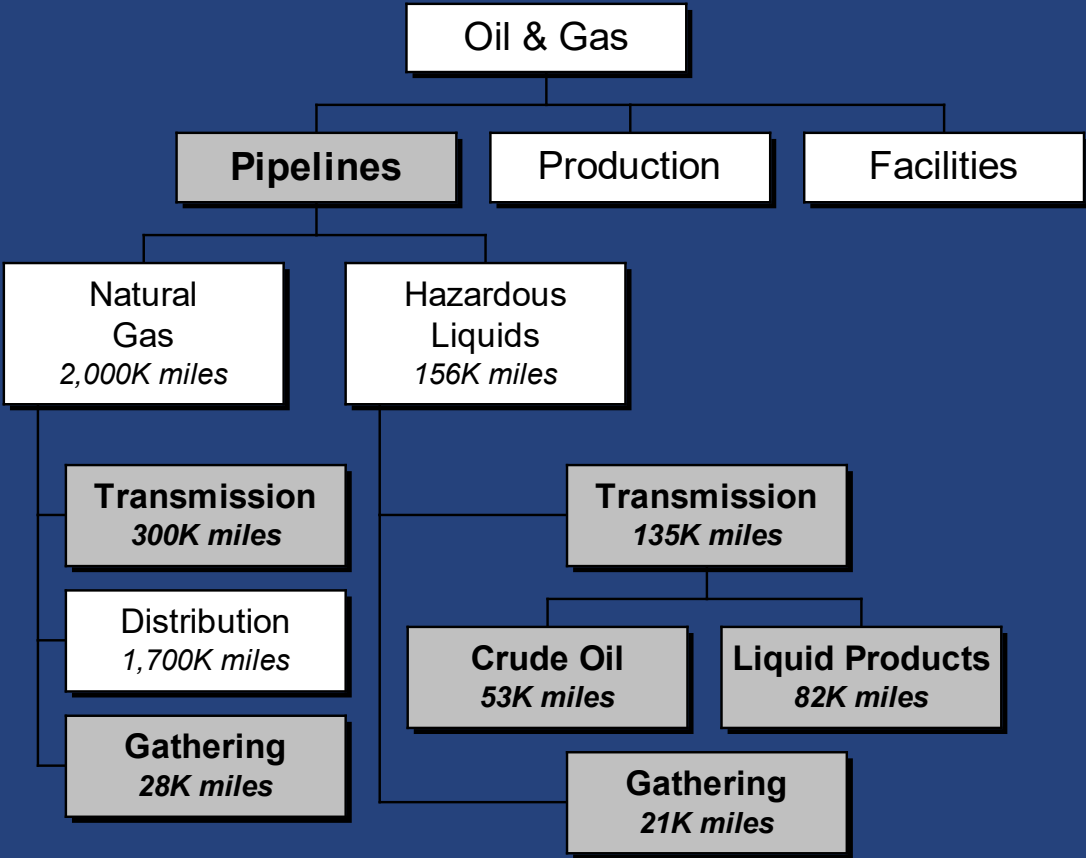 Oil & Gas
Pipelines
Production
Facilities
Natural
Gas
2,000K miles
Hazardous
Liquids
156K miles
Transmission
300K miles
Distribution
1,700K miles
Gathering
28K miles
Transmission
135K miles
Crude Oil
53K miles
Liquid Products
82K miles
Gathering
21K miles